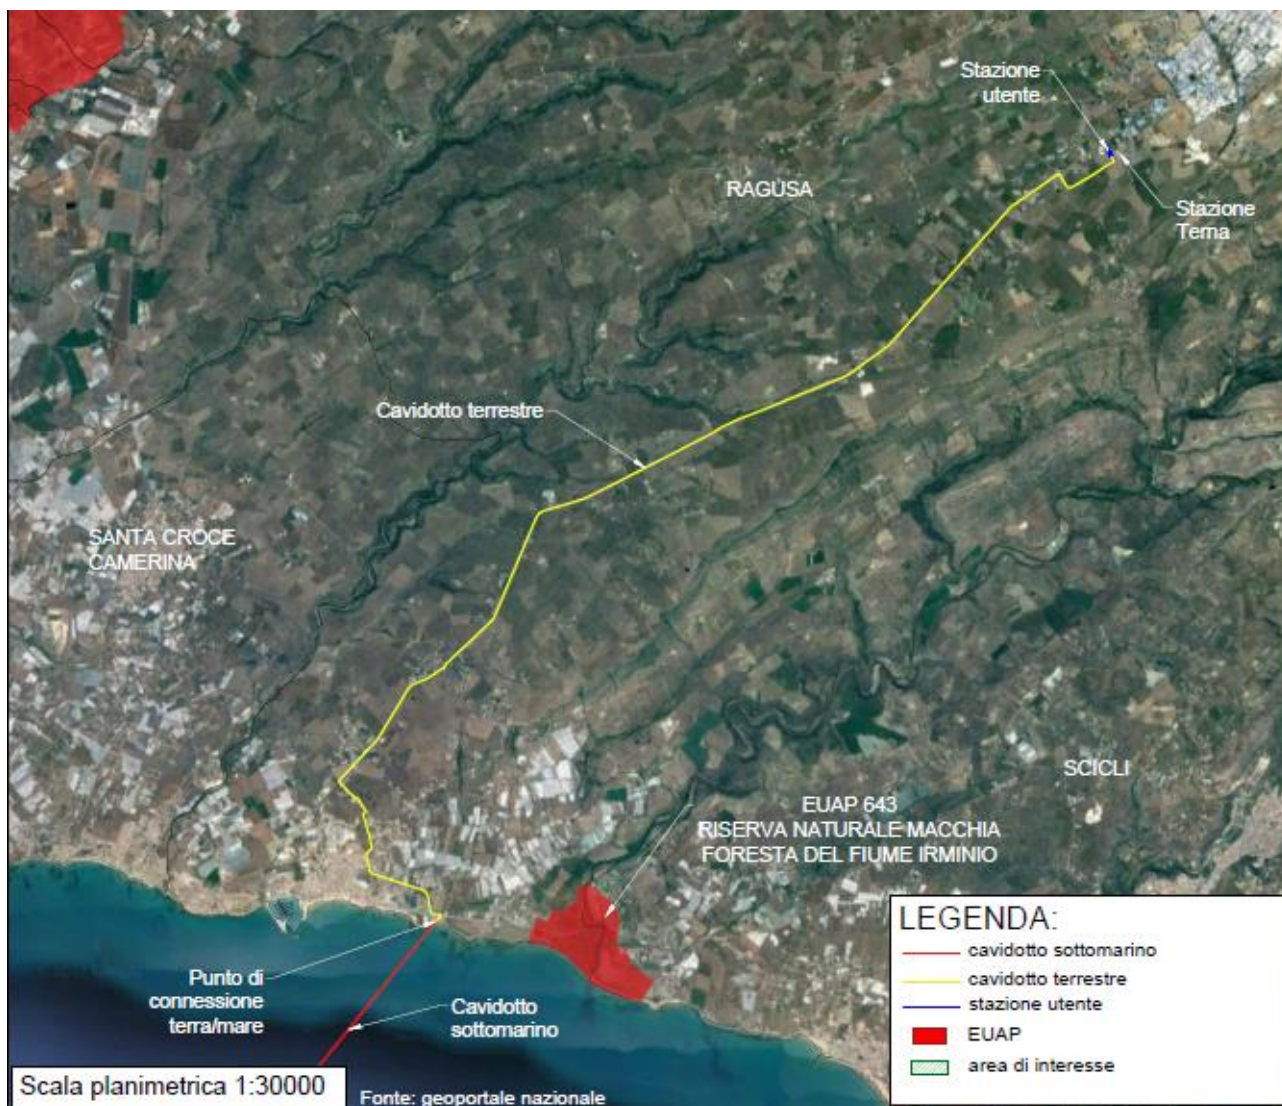 Stazione
utente
RAGUSA
Stazione
Terna
Cavidotto terrestre
SANTA CROCE
CAMERINA
SCICLI
EUAP 643
RISERVA NATURALE MACCHIA
FORESTA DEL FIUME IRMINIO
Punto di
connessione
terra/mare
Cavidotto
sottomarino
LEGENDA:
cavidotto sottomarino
cavidotto terrestre
stazione utente
EUAP
area di interesse
Scala planimetrica 1:30000
Fonte: geoportale nazionale